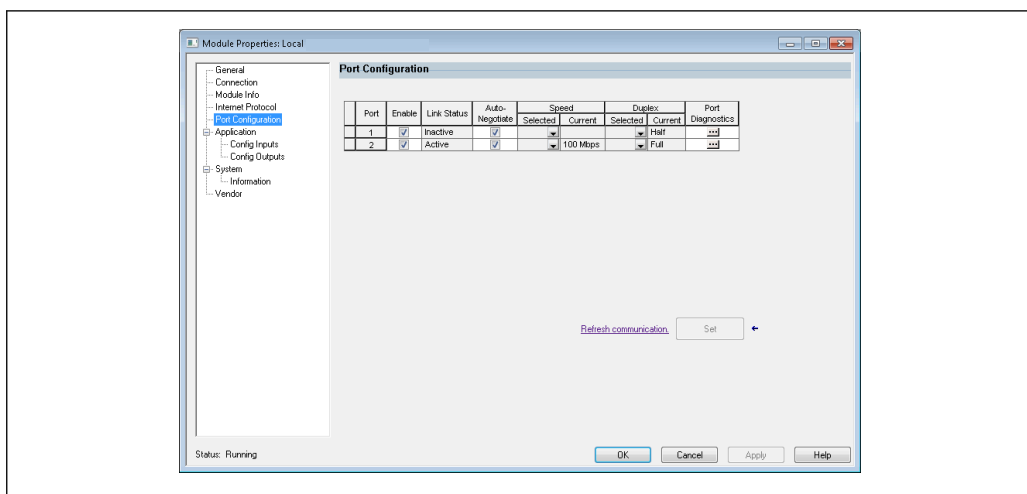 Module Properties: Local
General
Connection
Module Info
Internet Protocol
Port Configuration
Application
Config Inputs
Config Outputs
System
Information
Vendor
Port Configuration
Port Enable Link Status Auto-Negotiate Speed Duplex Port Diagnostics
Selected Current Selected Current
1 Inactive Half ...
2 Active 100 Mbps Full ...
Refresh communication. Set
Status: Running
OK Cancel Apply Help